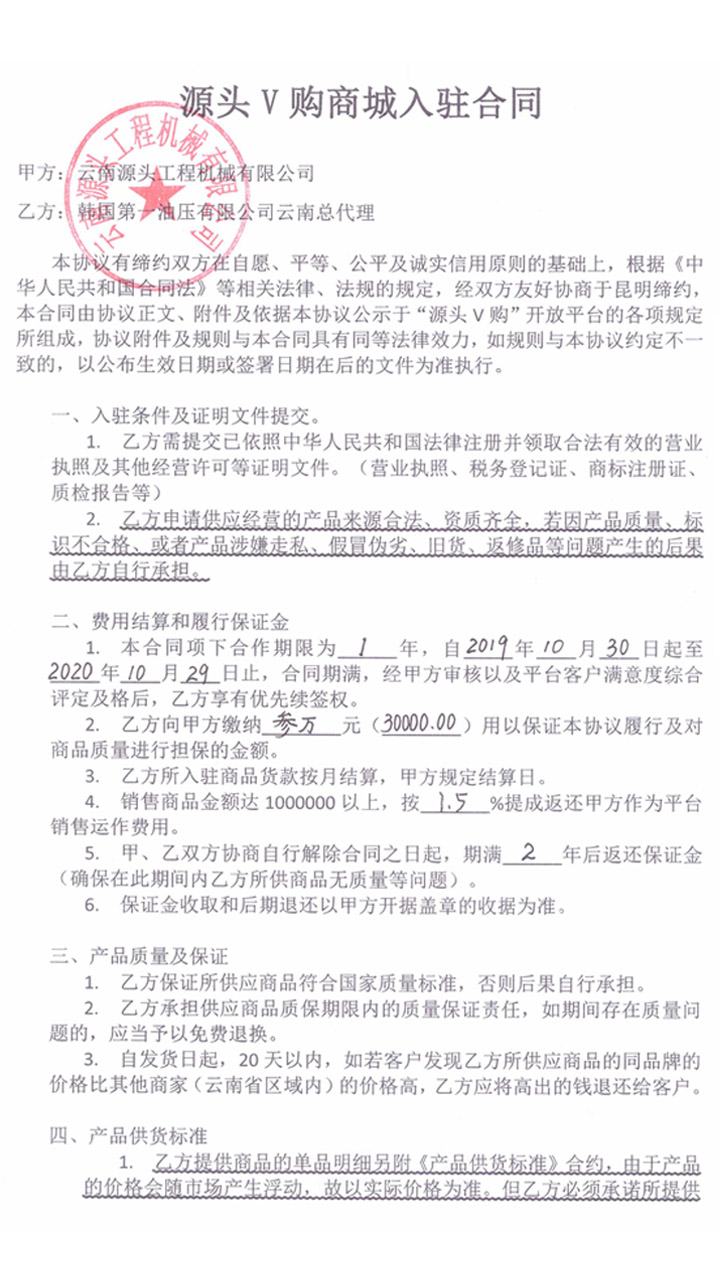 源头 V 购商城入驻合同
云南源头工程机械有限公司
甲方：云南源头工程机械有限公司
乙方：韩国第一油压有限公司云南总代理
本协议有缔约双方在自愿、平等、公平及诚实信用原则的基础上，根据《中
华人民共和国合同法》等相关法律、法规的规定，经双方友好协商于昆明缔约，
本合同由协议正文、附件及依据本协议公示于“源头 V 购”开放平台的各项规定
所组成，协议附件及规则与本合同具有同等法律效力，如规则与本协议约定不一
致的，以公布生效日期或签署日期在后的文件为准执行。
一、入驻条件及证明文件提交。
1. 乙方需提交已依照中华人民共和国法律注册并领取合法有效的营业
执照及其他经营许可等证明文件。（营业执照、税务登记证、商标注册证、
质检报告等）
2. 乙方申请供应经营的产品来源合法、资质齐全，若因产品质量、标
识不合格、或者产品涉嫌走私、假冒伪劣、旧货、返修品等问题产生的后果
由乙方自行承担。
二、费用结算和履行保证金
1. 本合同项下合作期限为 1 年，自 2019 年 10 月 30 日起至
2020 年 10 月 29 日止，合同期满，经甲方审核以及平台客户满意度综合
评定及格后，乙方享有优先续签权。
2. 乙方向甲方缴纳 叁万 元（30000.00）用以保证本协议履行及对
商品质量进行担保的金额。
3. 乙方所入驻商品货款按月结算，甲方规定结算日。
4. 销售商品金额达 1000000 以上，按 1.5 %提成返还甲方作为平台
销售运作费用。
5. 甲、乙双方协商自行解除合同之日起，期满 2 年后返还保证金
（确保在此期间内乙方所供商品无质量等问题）。
6. 保证金收取和后期退还以甲方开据盖章的收据为准。
三、产品质量及保证
1. 乙方保证所供应商品符合国家质量标准，否则后果自行承担。
2. 乙方承担供应商品质保期限内的质量保证责任，如期间存在质量问
题的，应当予以免费退换。
3. 自发货日起，20 天以内，如若客户发现乙方所供应商品的同品牌的
价格比其他商家（云南省区域内）的价格高，乙方应将高出的钱退还给客户。
四、产品供货标准
1. 乙方提供商品的单品明细另附《产品供货标准》合约，由于产品
的价格会随市场产生浮动，故以实际价格为准。但乙方必须承诺所提供